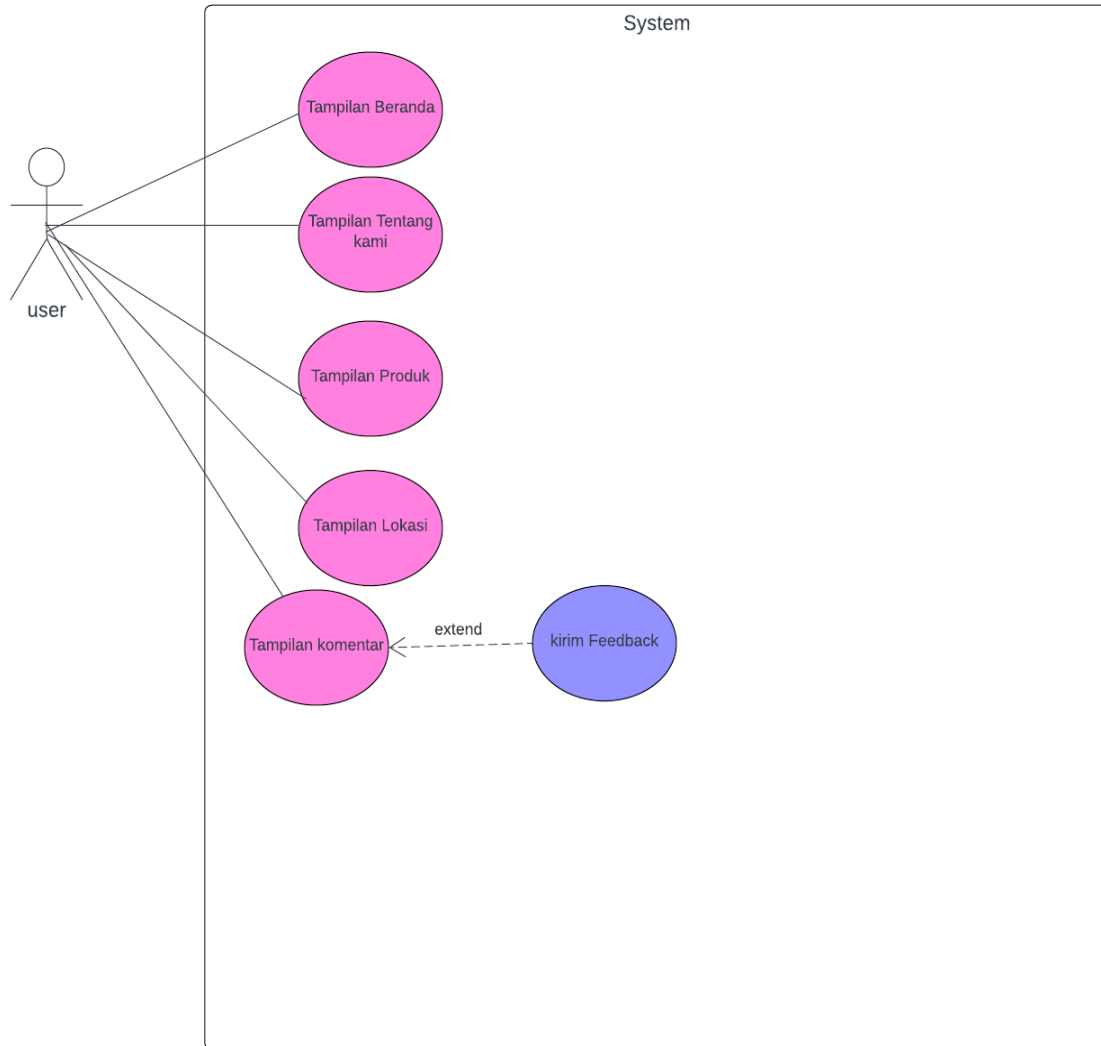 System
Tampilan Beranda
Tampilan Tentang
kami
user
Tampilan Produk
Tampilan Lokasi
Tampilan komentar
extend
kirim Feedback